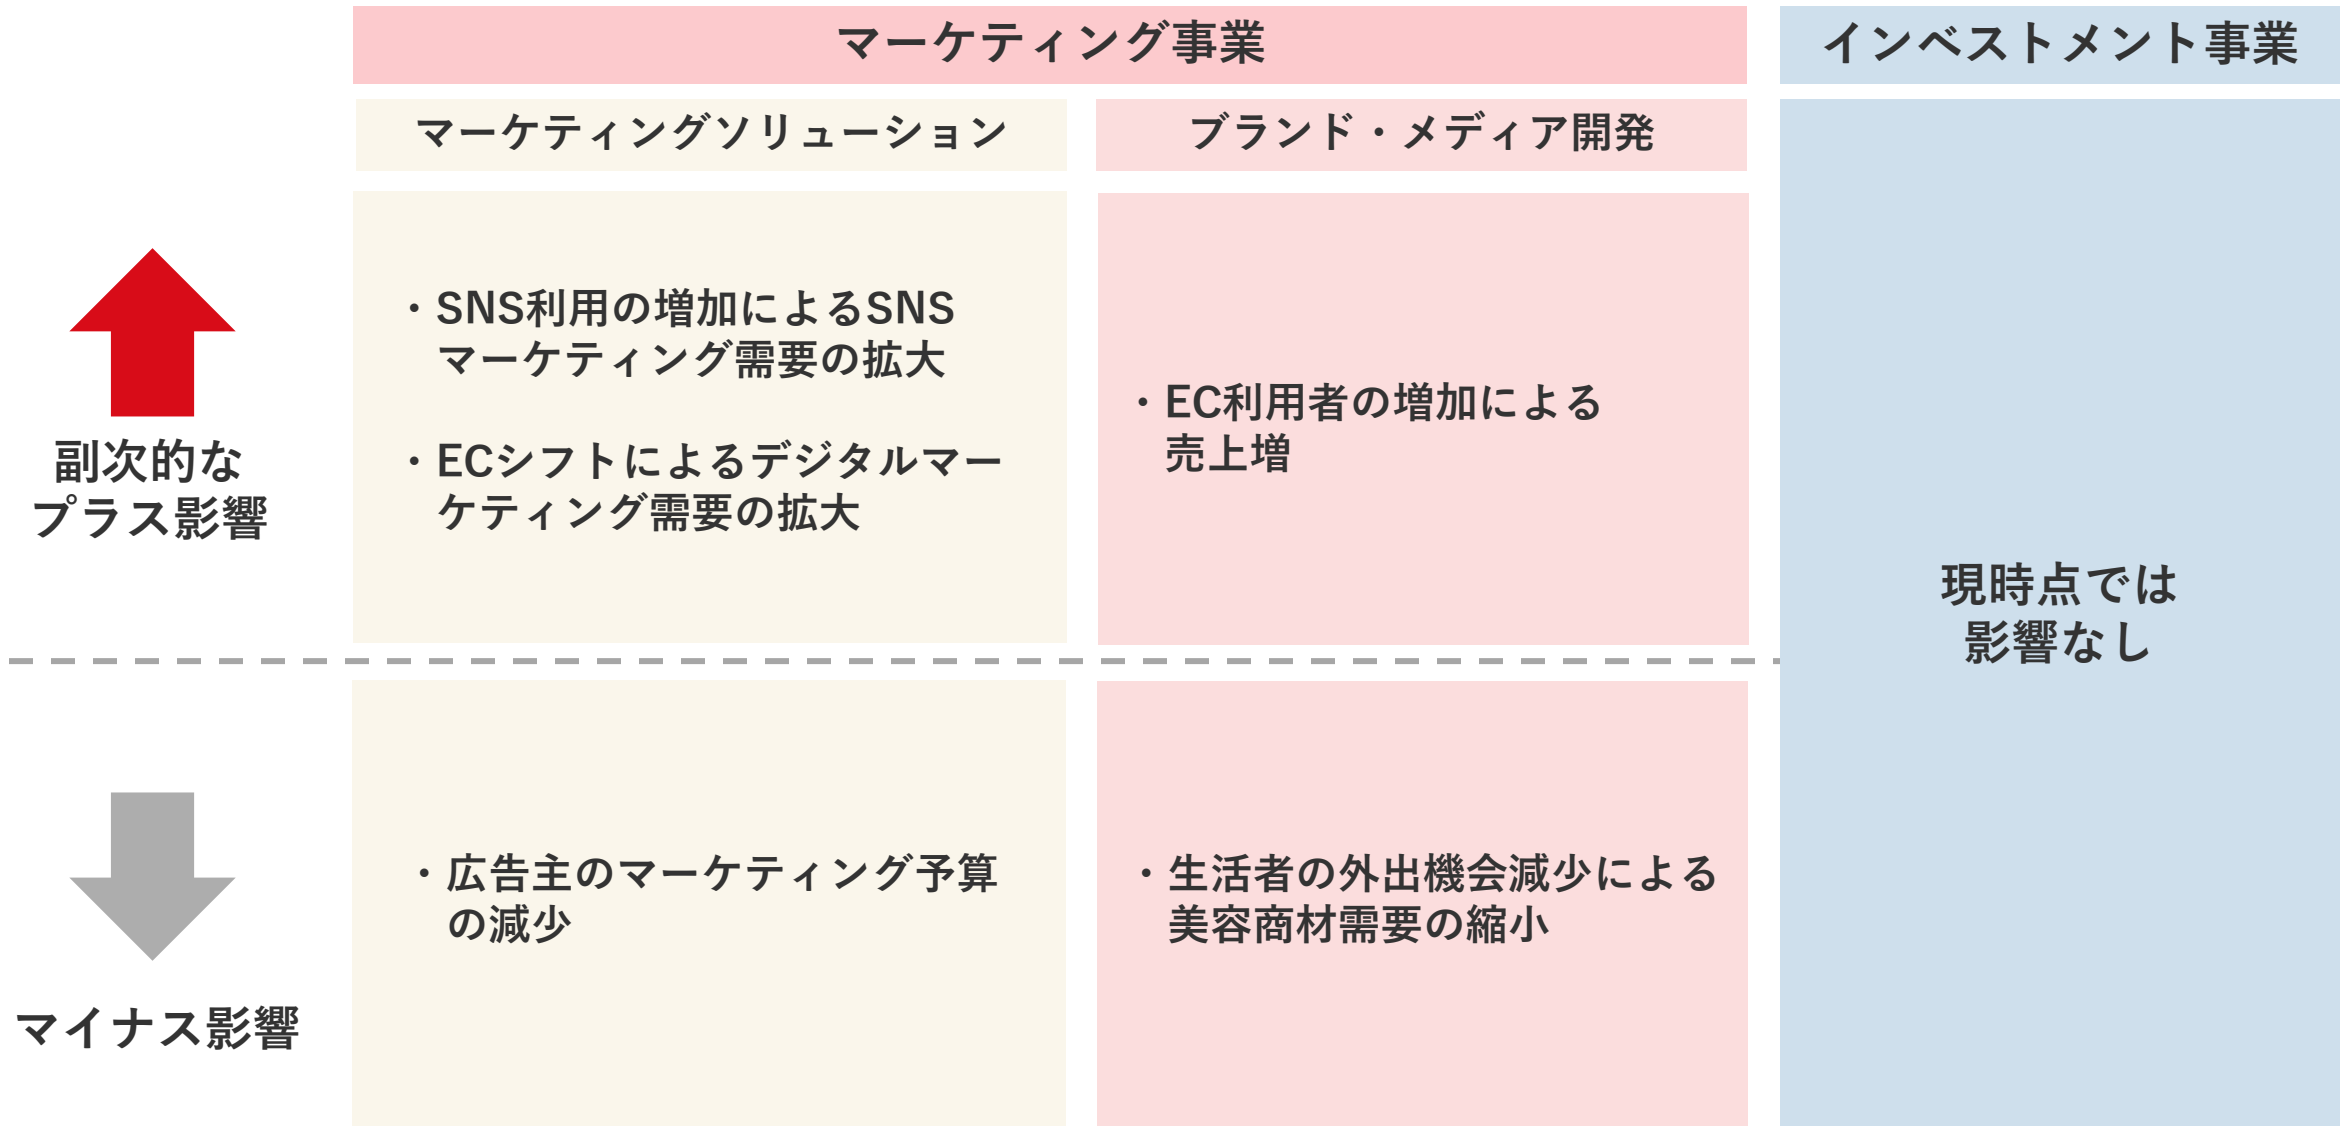 マーケティング事業
インベストメント事業
マーケティングソリューション
ブランド・メディア開発
副次的な
プラス影響
・SNS利用の増加によるSNS
マーケティング需要の拡大
・ECシフトによるデジタルマー
ケティング需要の拡大
・EC利用者の増加による
売上増
現時点では
影響なし
マイナス影響
・広告主のマーケティング予算
の減少
・生活者の外出機会減少による
美容商材需要の縮小